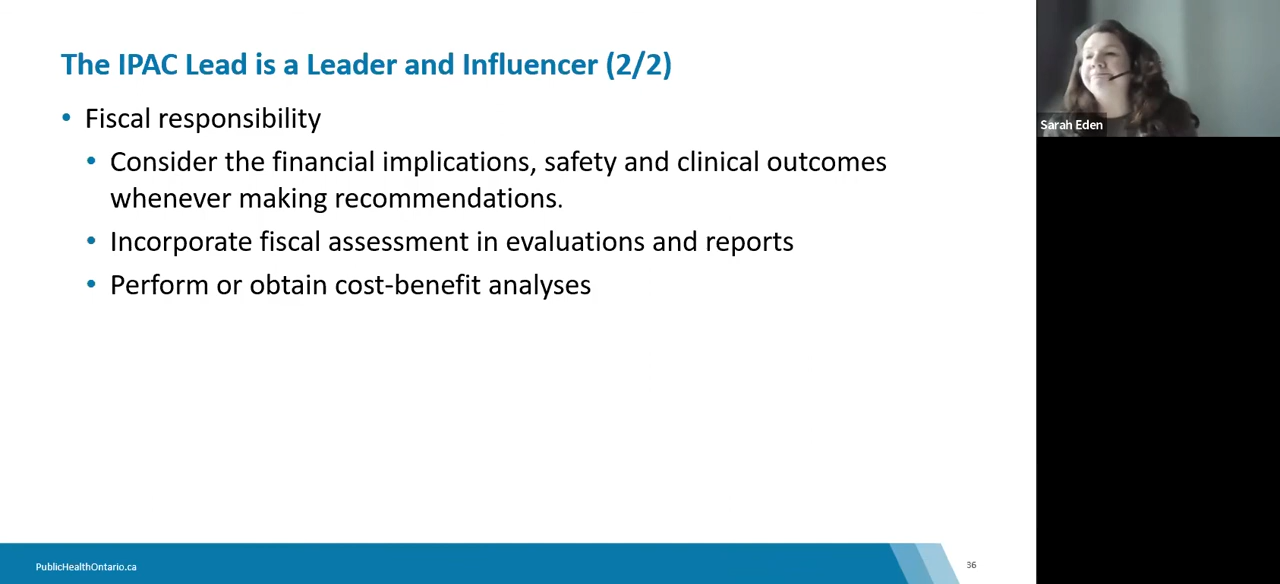 The IPAC Lead is a Leader and Influencer (2/2)
• Fiscal responsibility
• Consider the financial implications, safety and clinical outcomes
whenever making recommendations.
• Incorporate fiscal assessment in evaluations and reports
• Perform or obtain cost-benefit analyses
Sarah Eden
PublicHealthOntario.ca
36